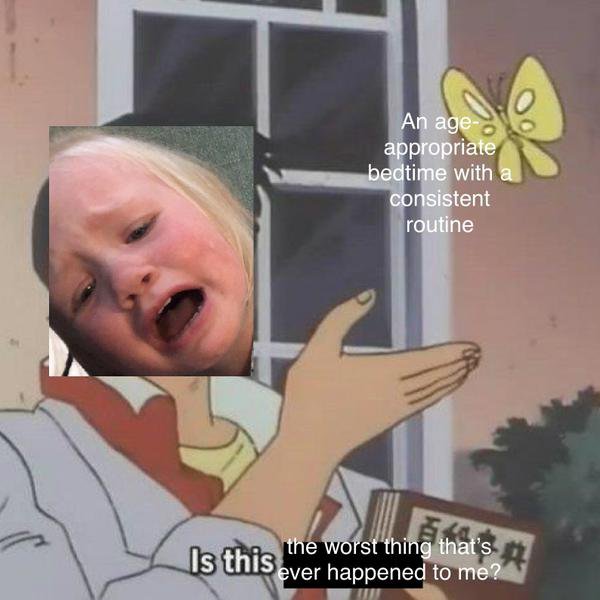 An age-
appropriate
bedtime with a
consistent
routine
Is this the worst thing that's
ever happened to me?